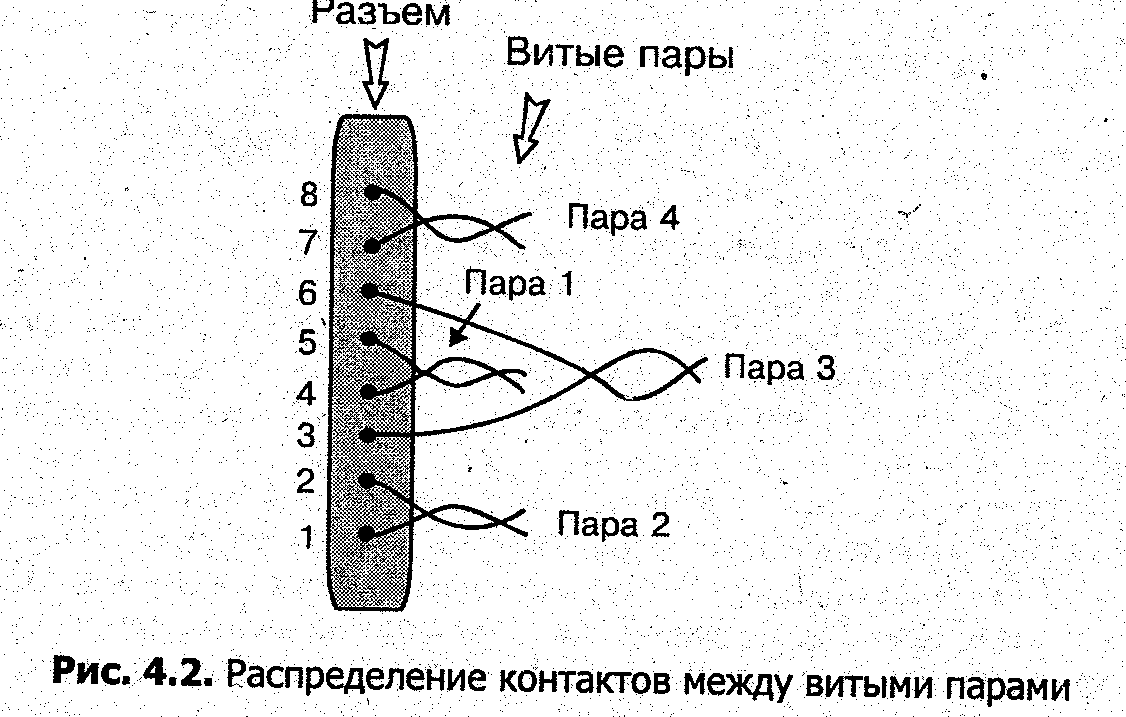 Разъем
Витые пары
8
Пара 4
7
Пара 1
6
5
Пара 3
4
3
2
Пара 2
1
Рис. 4.2. Распределение контактов между витыми парами